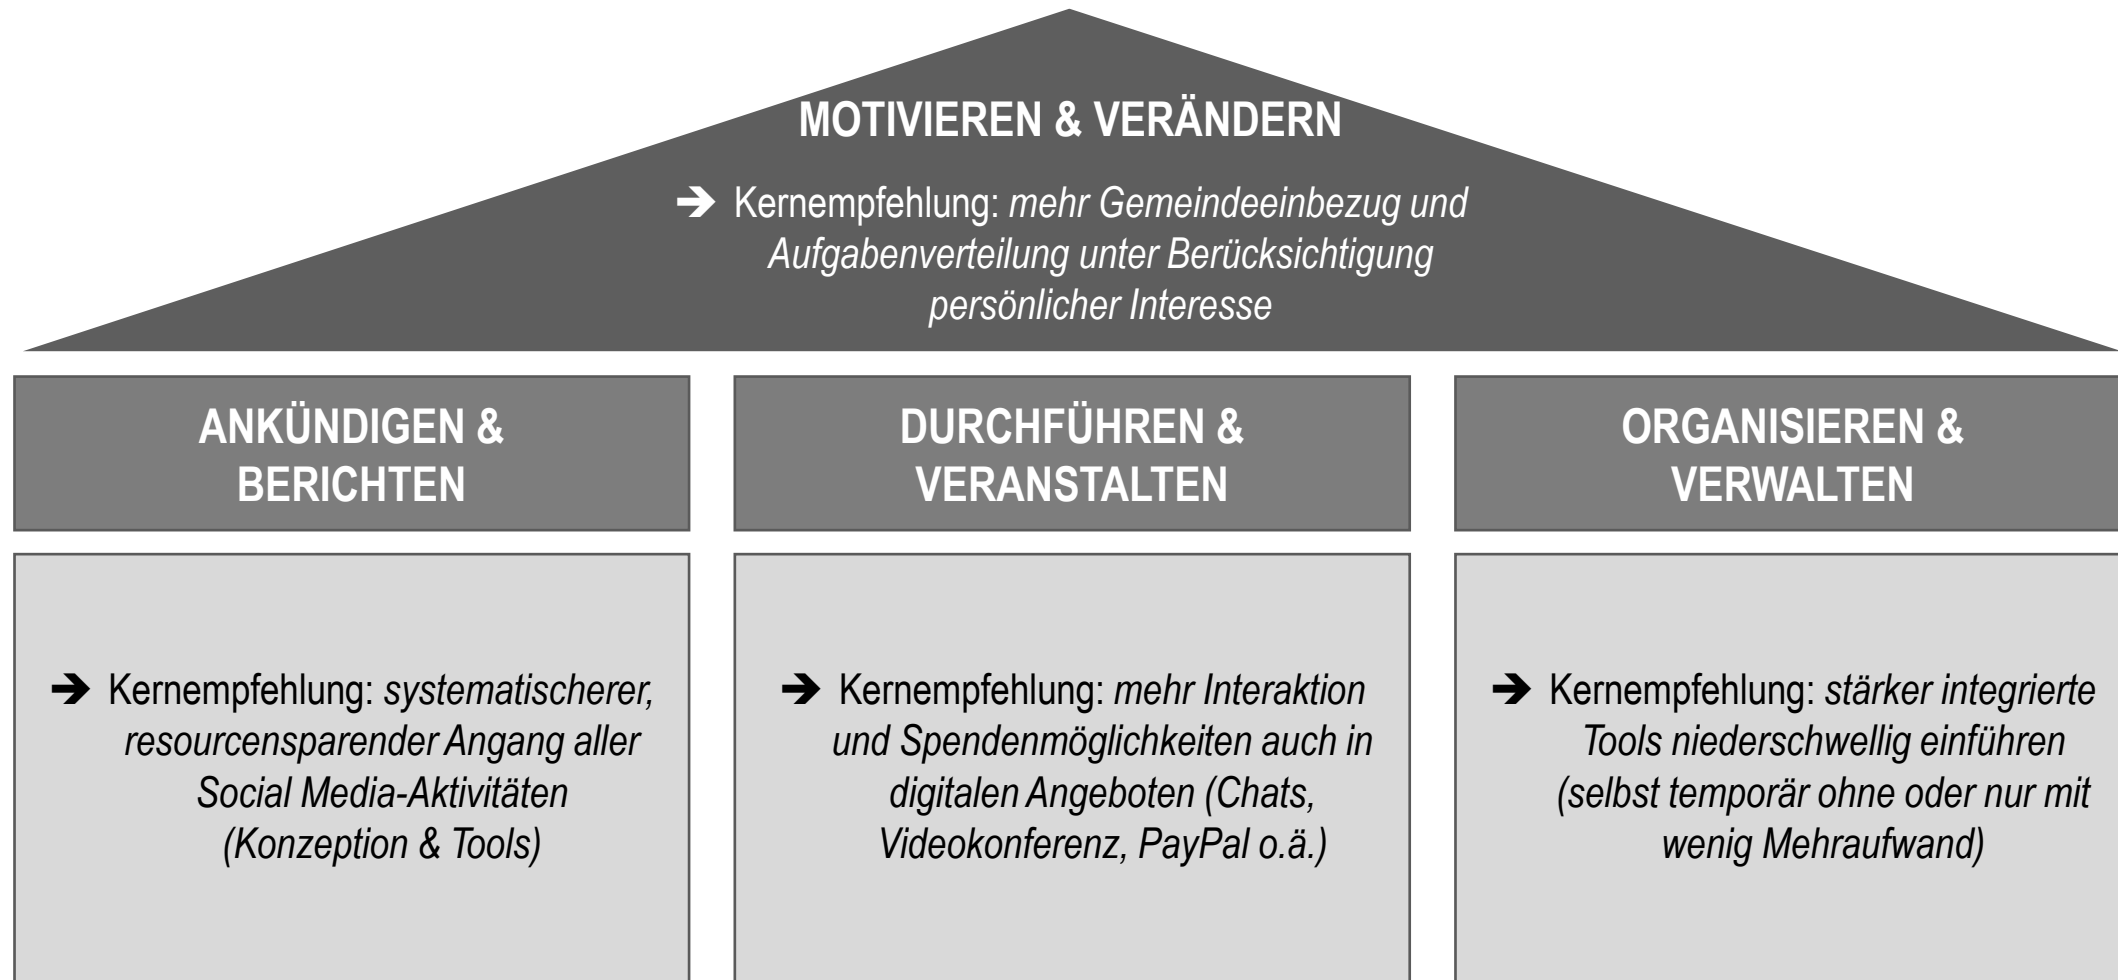 MOTIVIEREN & VERÄNDERN
➔ Kernempfehlung: mehr Gemeindeeinbezug und
Aufgabenverteilung unter Berücksichtigung
persönlicher Interesse
ANKÜNDIGEN &
BERICHTEN
➔ Kernempfehlung: systematischerer,
resourcensparender Angang aller
Social Media-Aktivitäten
(Konzeption & Tools)
DURCHFÜHREN &
VERANSTALTEN
➔ Kernempfehlung: mehr Interaktion
und Spendenmöglichkeiten auch in
digitalen Angeboten (Chats,
Videokonferenz, PayPal o.ä.)
ORGANISIEREN &
VERWALTEN
➔ Kernempfehlung: stärker integrierte
Tools niederschwellig einführen
(selbst temporär ohne oder nur mit
wenig Mehraufwand)